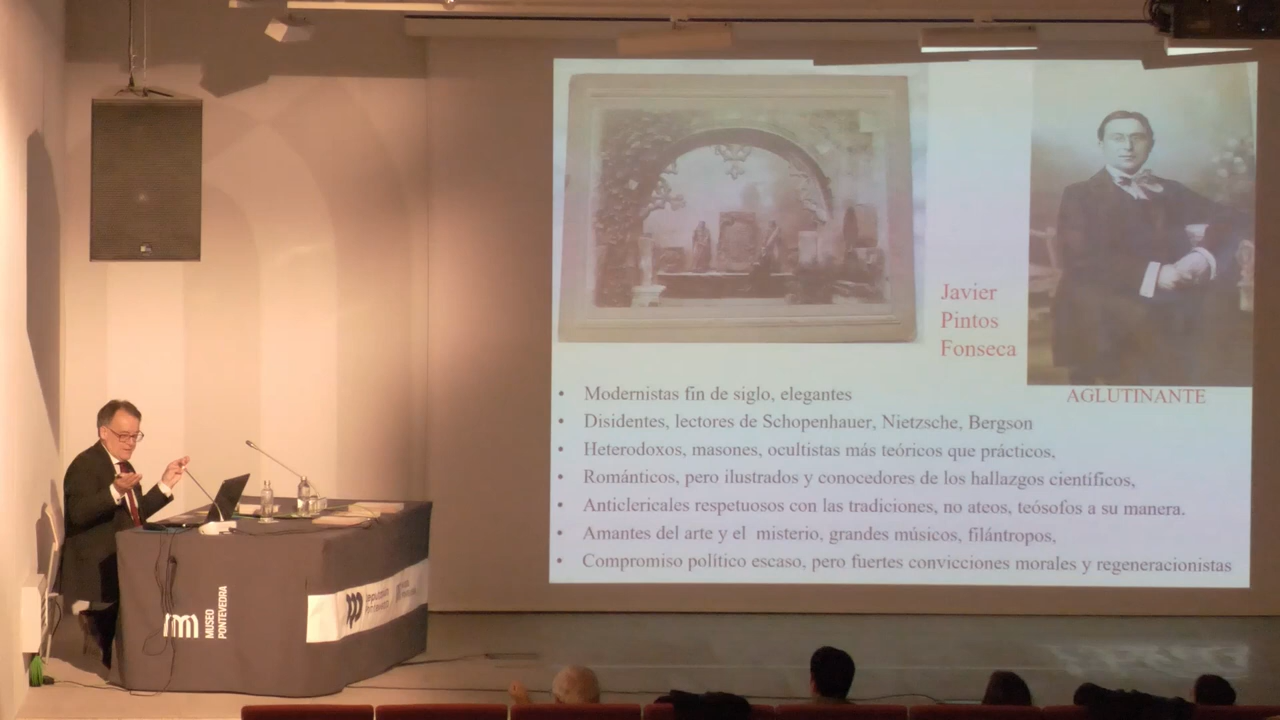 Javier
Pintos
Fonseca
AGLUTINANTE
• Modernistas fin de siglo, elegantes
• Disidentes, lectores de Schopenhauer, Nietzsche, Bergson
• Heterodoxos, masones, ocultistas más teóricos que prácticos,
• Románticos, pero ilustrados y conocedores de los hallazgos científicos,
• Anticlericales respetuosos con las tradiciones, no ateos, teósofos a su manera.
• Amantes del arte y el misterio, grandes músicos, filántropos,
• Compromiso político escaso, pero fuertes convicciones morales y regeneracionistas
MUSEO
PONTEVEDRA